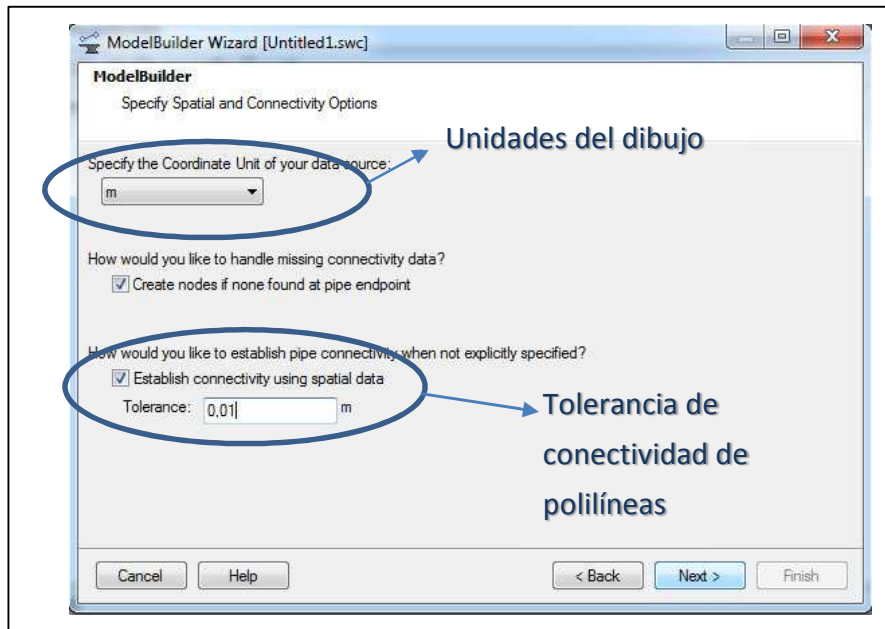 ModelBuilder Wizard [Untitled1.swc]
ModelBuilder
Specify Spatial and Connectivity Options
Unidades del dibujo
Specify the Coordinate Unit of your data source:
m
How would you like to handle missing connectivity data?
Create nodes if none found at pipe endpoint
How would you like to establish pipe connectivity when not explicitly specified?
Establish connectivity using spatial data
Tolerance: 0,01 m
Tolerancia de
conectividad de
polilíneas
Cancel Help < Back Next > Finish